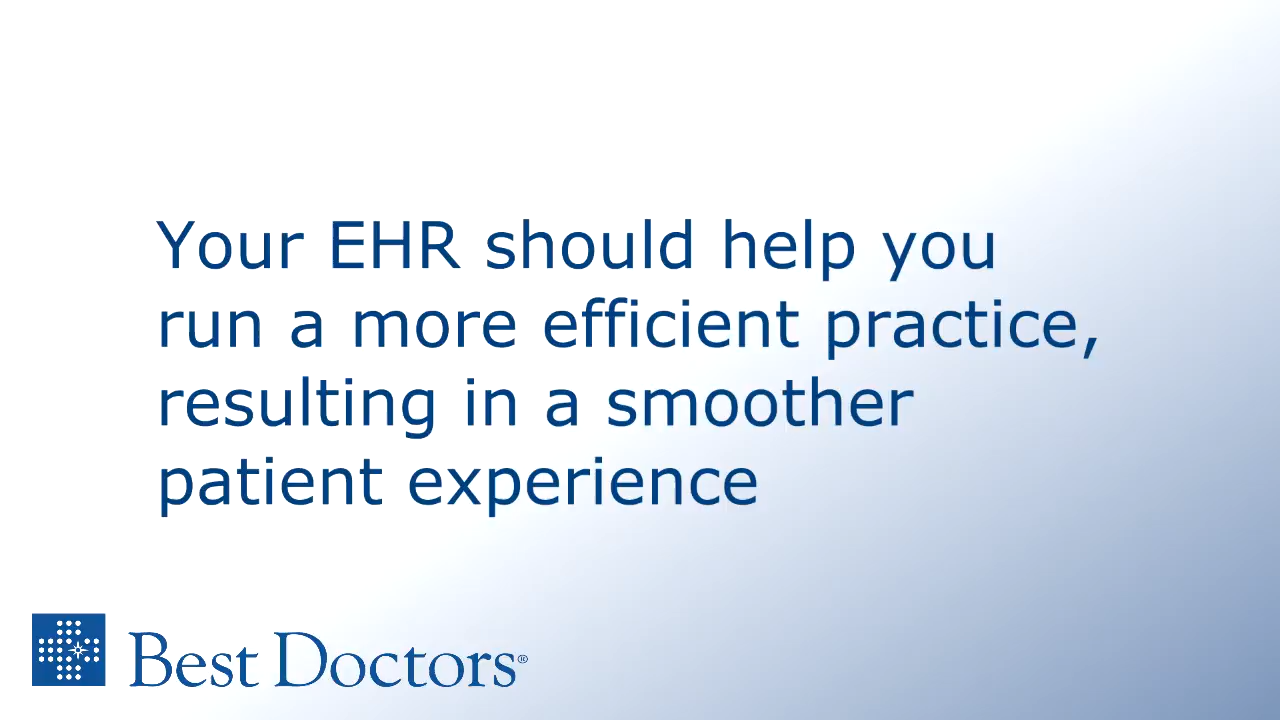 Your EHR should help you
run a more efficient practice,
resulting in a smoother
patient experience
Best Doctors®